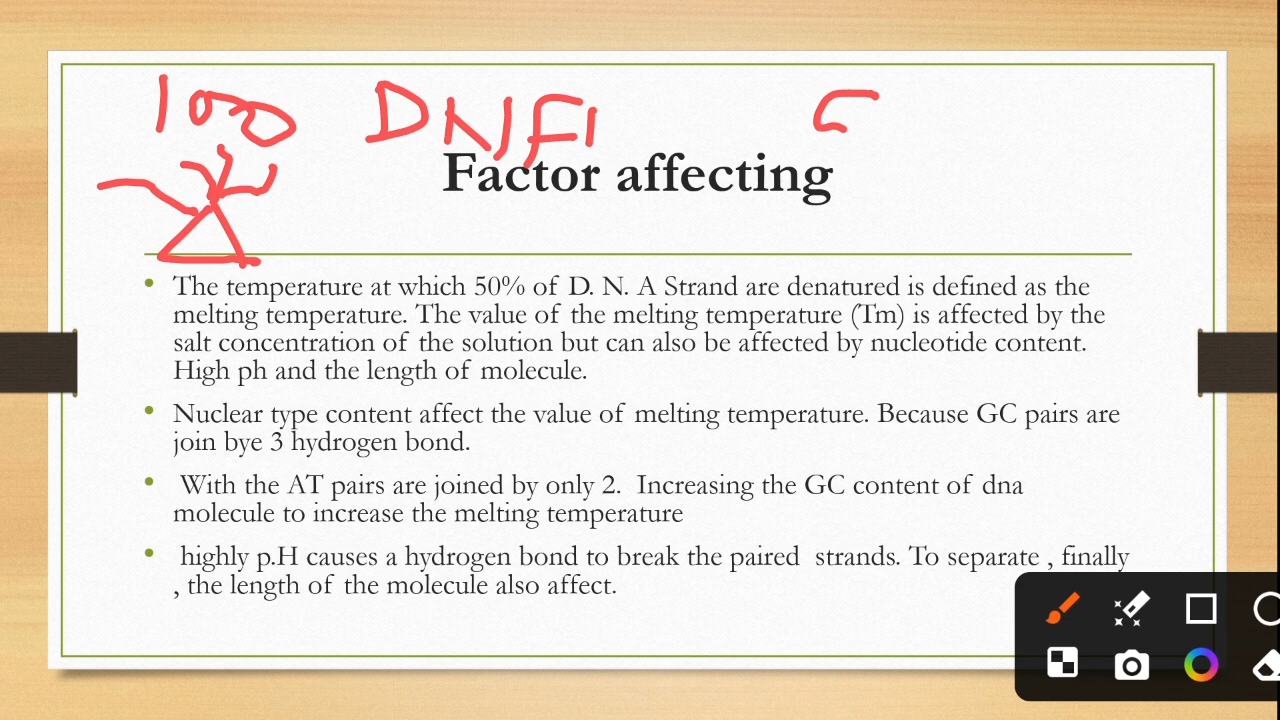 100 DNA
Factor affecting
• The temperature at which 50% of D. N. A Strand are denatured is defined as the
melting temperature. The value of the melting temperature (Tm) is affected by the
salt concentration of the solution but can also be affected by nucleotide content.
High ph and the length of molecule.
• Nuclear type content affect the value of melting temperature. Because GC pairs are
join bye 3 hydrogen bond.
• With the AT pairs are joined by only 2. Increasing the GC content of dna
molecule to increase the melting temperature
• highly p.H causes a hydrogen bond to break the paired strands. To separate , finally
, the length of the molecule also affect.